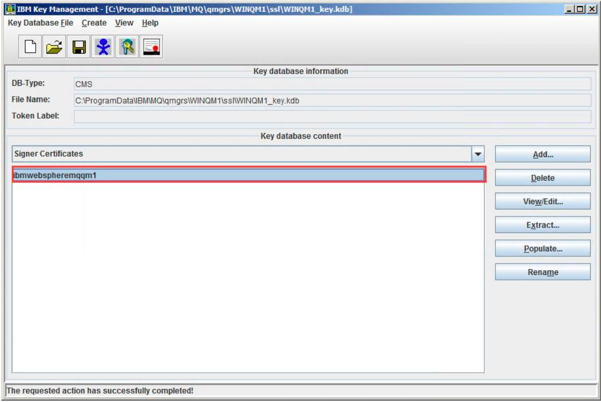 IBM Key Management - [C:\ProgramData\IBM\MQ\qmgrs\WINQM1\ssl\WINQM1_key.kdb]
Key Database File Create View Help
Key database information
DB-Type: CMS
File Name: C:\ProgramData\IBM\MQ\qmgrs\WINQM1\ssl\WINQM1_key.kdb
Token Label:
Key database content
Signer Certificates
Add...
ibmwebspheremqqm1
Delete
View/Edit...
Extract...
Populate...
Rename
The requested action has successfully completed!